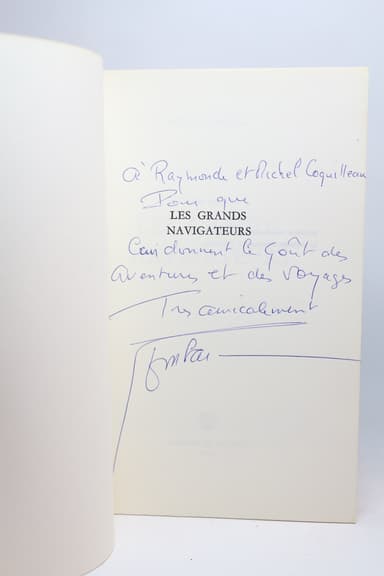 à Raymonde et Michel Coquilleau
Pour que
LES GRANDS
NAVIGATEURS
Leur donnent le goût des
Aventures et des voyages
Très amicalement